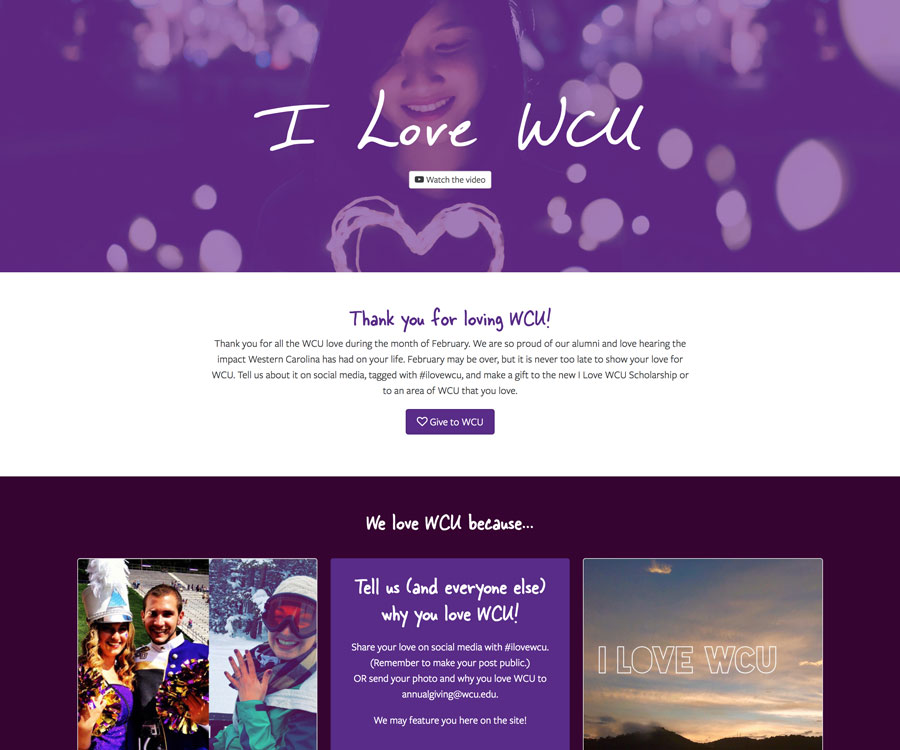 I Love WCU
Watch the video
Thank you for loving WCU!
Thank you for all the WCU love during the month of February. We are so proud of our alumni and love hearing the
impact Western Carolina has had on your life. February may be over, but it is never too late to show your love for
WCU. Tell us about it on social media, tagged with #ilovewcu, and make a gift to the new I Love WCU Scholarship or
to an area of WCU that you love.
Give to WCU
We love WCU because...
Tell us (and everyone else)
why you love WCU!
Share your love on social media with #ilovewcu.
(Remember to make your post public.)
OR send your photo and why you love WCU to
annualgiving@wcu.edu.
We may feature you here on the site!
I LOVE WCU